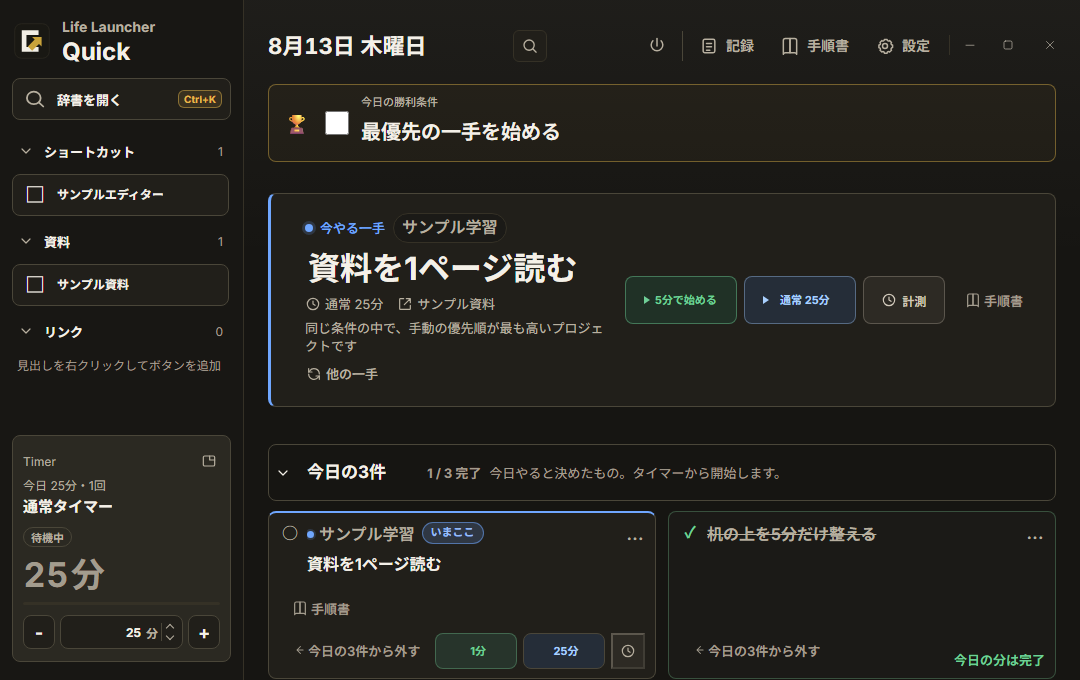 Life Launcher
Quick
辞書を開く Ctrl+K
ショートカット 1
サンプルエディター
資料 1
サンプル資料
リンク 0
見出しを右クリックしてボタンを追加
Timer
今日 25分・1回
通常タイマー
待機中
25分
- 25 分 +
8月13日 木曜日
記録 手順書 設定
今日の勝利条件
最優先の一手を始める
今やる一手 サンプル学習
資料を1ページ読む
通常 25分 サンプル資料
同じ条件の中で、手動の優先順が最も高いプロジェ
クトです
他の一手
5分で始める 通常 25分 計測 手順書
今日の3件 1 / 3 完了 今日やると決めたもの。タイマーから開始します。
サンプル学習 いまここ ...
資料を1ページ読む
手順書
←今日の3件から外す 1分 25分
✓ 机の上を5分だけ整える ...
←今日の3件から外す
今日の分は完了